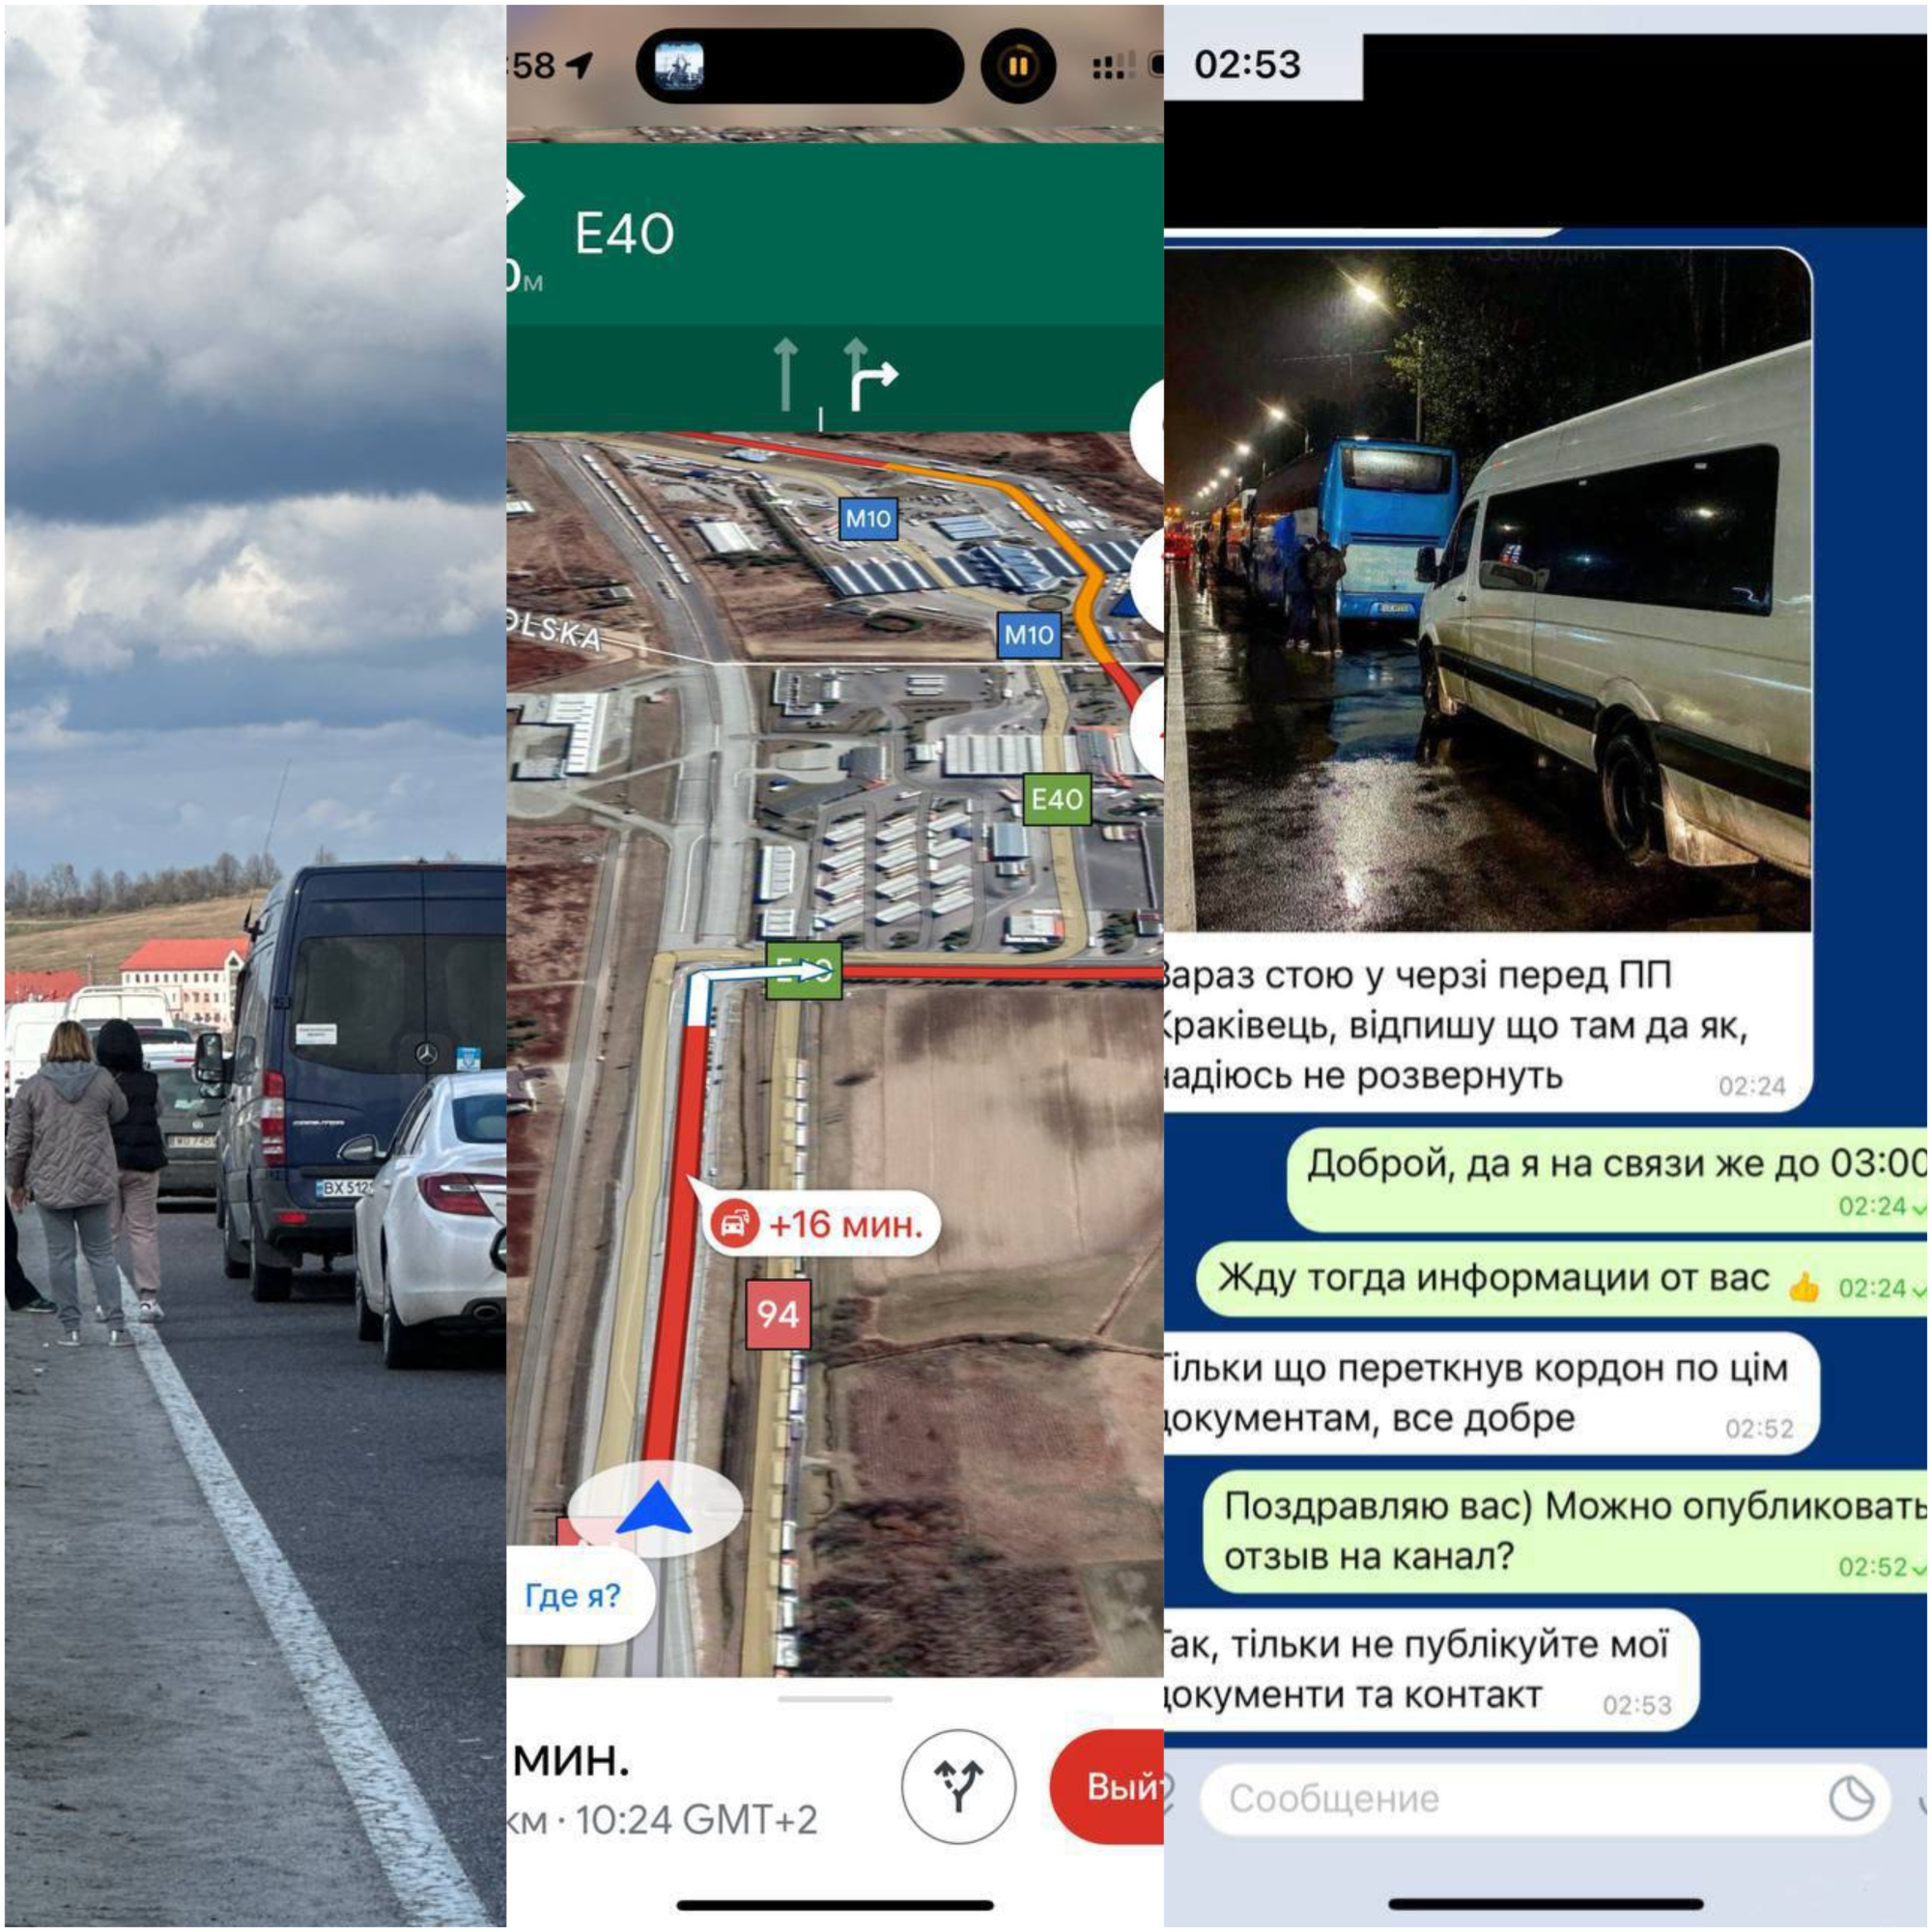 BX 512
:58
E40
0м
M10
OLSKA
M10
E40
+16 мин.
94
Где я?
мин.
км · 10:24 GMT+2
Вый
02:53
Сегодня
Зараз стою у черзі перед ПП
Краківець, відпишу що там да як,
надіюсь не розвернуть
02:24
Доброй, да я на связи же до 03:00
02:24
Жду тогда информации от вас 👍 02:24
Тільки що переткнув кордон по цім
документам, все добре
02:52
Поздравляю вас) Можно опубликовать
отзыв на канал?
02:52
Так, тільки не публікуйте мої
документи та контакт
02:53
Сообщение